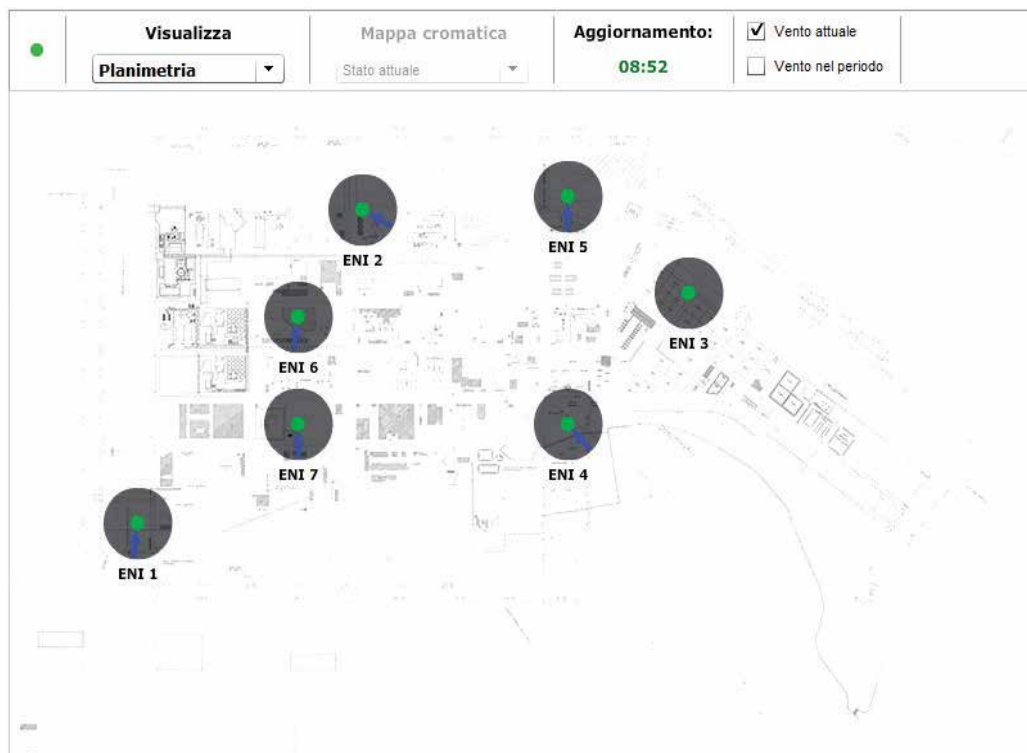 Visualizza
Mappa cromatica
Aggiornamento:
Vento attuale
Planimetria
Stato attuale
08:52
Vento nel periodo
ENI 2
ENI 5
ENI 3
ENI 6
ENI 7
ENI 4
ENI 1